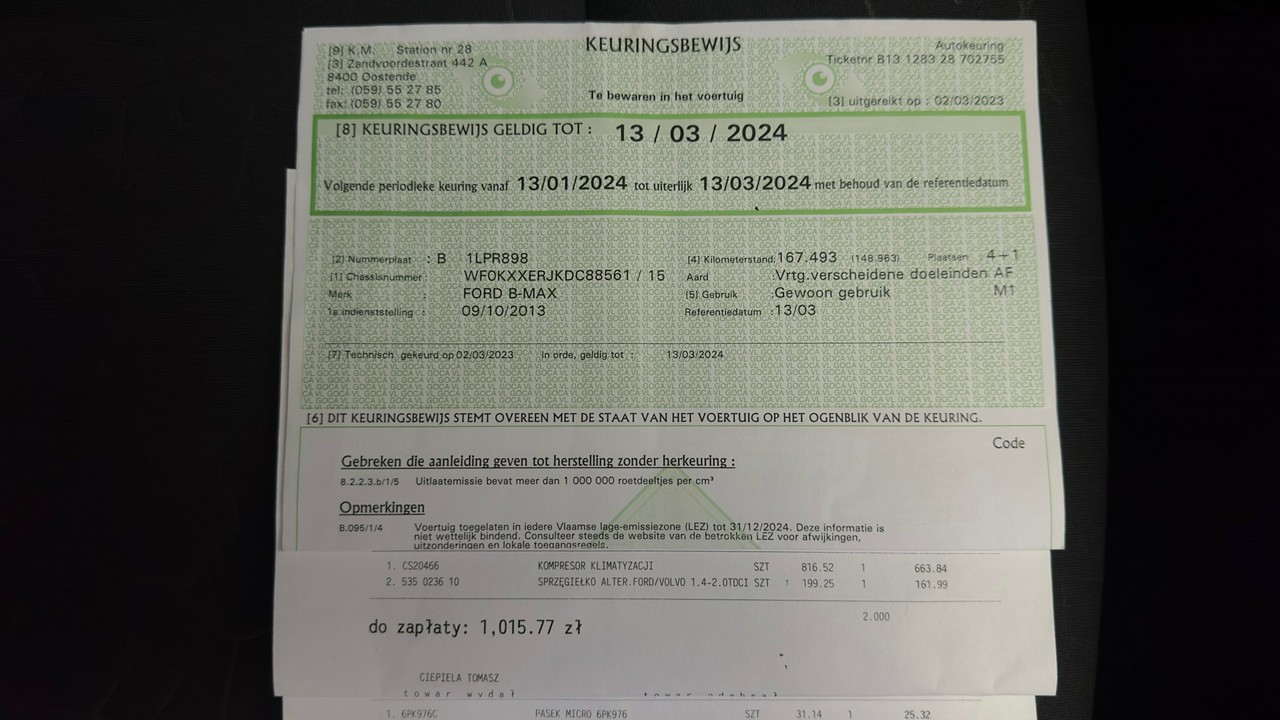 [9] K.M. Station nr 28
[3] Zandvoordestraat 442 A
8400 Oostende
tel: (059) 55 27 85
fax: (059) 55 27 80
KEURINGSBEWIJS
Te bewaren in het voertuig
Autokeuring
Ticketnr B13 1283 28 702755
[3] uitgereikt op : 02/03/2023
[8] KEURINGSBEWIJS GELDIG TOT : 13 / 03 / 2024
Volgende periodieke keuring vanaf 13/01/2024 tot uiterlijk 13/03/2024 met behoud van de referentiedatum
[2] Nummerplaat : B 1LPR898
[1] Chassisnummer : WF0KXXERJKDC88561 / 15
Merk : FORD B-MAX
1e indienststelling : 09/10/2013
[4] Kilometerstand: 167.493 (148.963) Plaatsen : 4+1
Aard :Vrtg.verscheidene doeleinden AF
[5] Gebruik :Gewoon gebruik M1
Referentiedatum :13/03
[7] Technisch gekeurd op 02/03/2023 In orde, geldig tot : 13/03/2024
[6] DIT KEURINGSBEWIJS STEMT OVEREEN MET DE STAAT VAN HET VOERTUIG OP HET OGENBLIK VAN DE KEURING.
Code
Gebreken die aanleiding geven tot herstelling zonder herkeuring :
8.2.2.3.b/1/5 Uitlaatemissie bevat meer dan 1 000 000 roetdeeltjes per cm³
Opmerkingen
B.095/1/4 Voertuig toegelaten in iedere Vlaamse lage-emissiezone (LEZ) tot 31/12/2024. Deze informatie is
niet wettelijk bindend. Consulteer steeds de website van de betrokken LEZ voor afwijkingen,
uitzonderingen en lokale toegangsregels.
1. CS20466 KOMPRESOR KLIMATYZACJI SZT 816.52 1 663.84
2. 535 0236 10 SPRZĘGIEŁKO ALTER.FORD/VOLVO 1.4-2.0TDCI SZT 199.25 1 161.99
2.000
do zapłaty: 1,015.77 zł
CIEPIELA TOMASZ
towar wydał towar odebrał
1. 6PK976C PASEK MICRO 6PK976 SZT 31.14 1 25.32